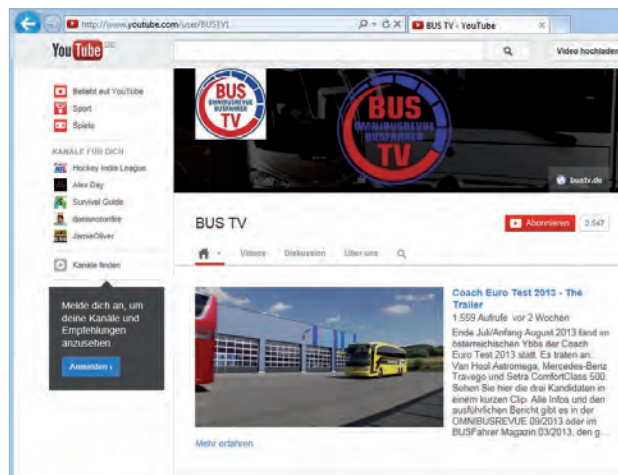 http://www.youtube.com/user/BUSTV1
BUS TV - YouTube
YouTube DE
Video hochladen
Beliebt auf YouTube
Sport
Spiele
KANÄLE FÜR DICH
Hockey India League
Alex Day
Survival Guide
JamieOliver
Kanäle finden
Melde dich an, um
deine Kanäle und
Empfehlungen
anzusehen.
Anmelden ›
BUS
OMNIBUSREVUE
BUSFAHRER
TV
BUS
OMNIBUSREVUE
BUSFAHRER
TV
bustv.de
BUS TV
Abonnieren
2.547
Videos
Diskussion
Über uns
Coach Euro Test 2013 - The
Trailer
1.559 Aufrufe vor 2 Wochen
Ende Juli/Anfang August 2013 fand im
österreichischen Ybbs der Coach
Euro Test 2013 statt. Es traten an:
Van Hool Astromega, Mercedes-Benz
Travego und Setra ComfortClass 500.
Sehen Sie hier die drei Kandidaten in
einem kurzen Clip. Alle Infos und den
ausführlichen Bericht gibt es in der
OMNIBUSREVUE 09/2013 oder im
BUSFahrer Magazin 03/2013, den g...
Mehr erfahren